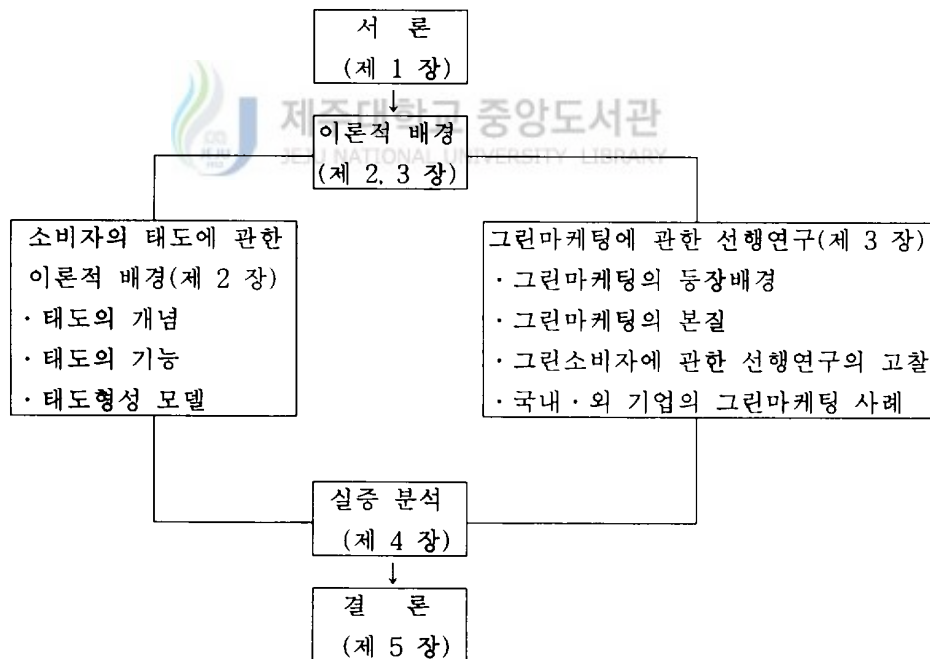 서 론
(제 1 장)
↓
제주대학교 중앙도서관
JEJU NATIONAL UNIVERSITY LIBRARY
이론적 배경
(제 2, 3 장)
소비자의 태도에 관한
이론적 배경(제 2 장)
· 태도의 개념
· 태도의 기능
· 태도형성 모델
그린마케팅에 관한 선행연구(제 3 장)
· 그린마케팅의 등장배경
· 그린마케팅의 본질
· 그린소비자에 관한 선행연구의 고찰
· 국내 · 외 기업의 그린마케팅 사례
실증 분석
(제 4 장)
↓
결 론
(제 5 장)